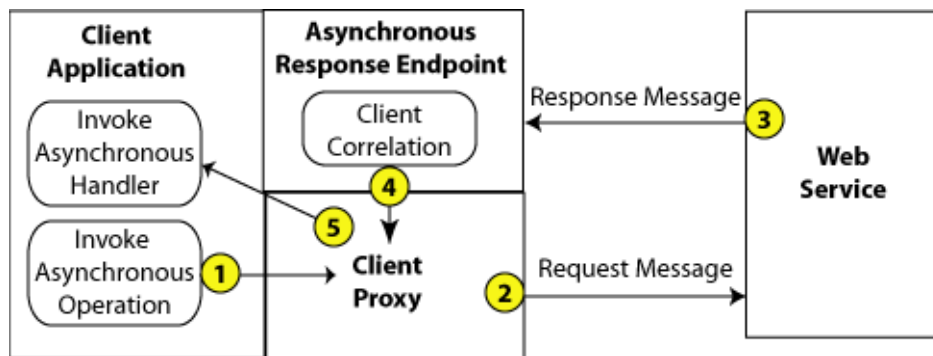 Client
Application
Invoke
Asynchronous
Handler
Invoke
Asynchronous
Operation
1
Asynchronous
Response Endpoint
Client
Correlation
4
5
Client
Proxy
2
Response Message
3
Request Message
Web
Service